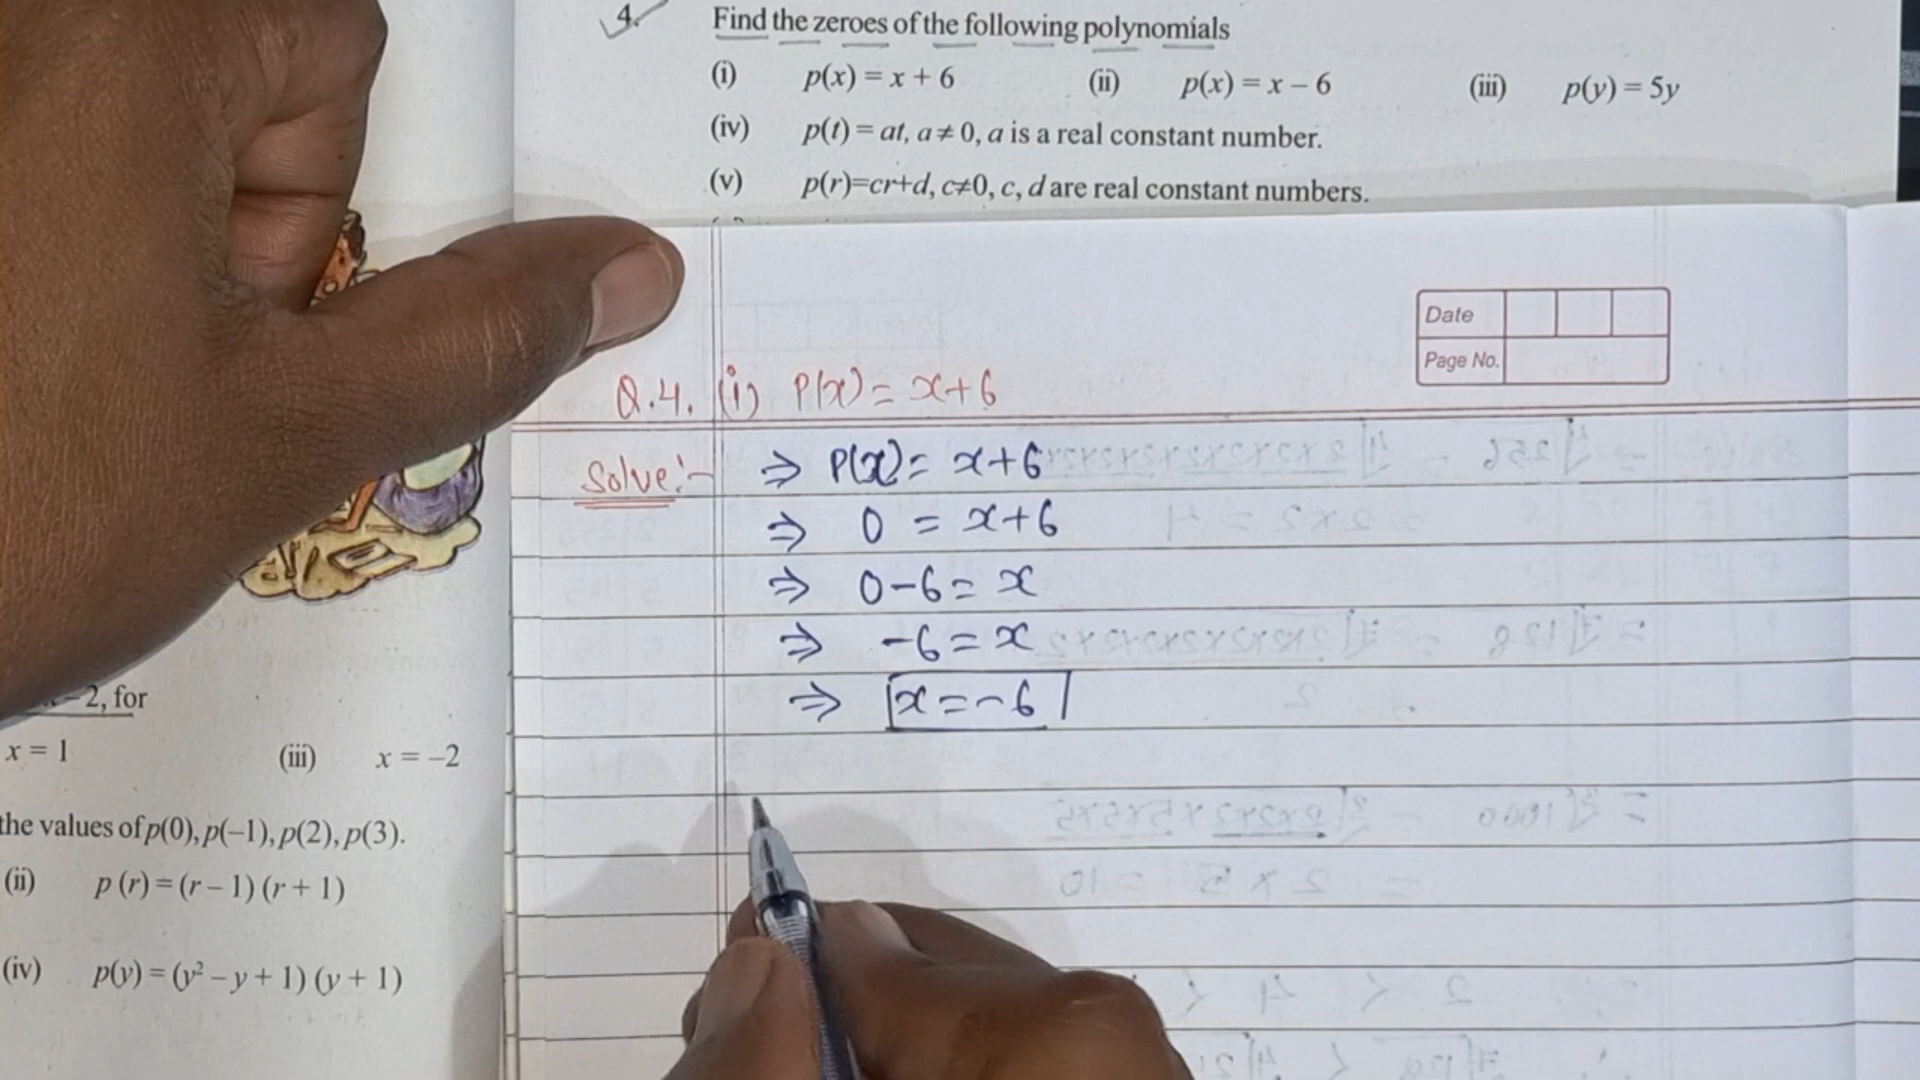 4. Find the zeroes of the following polynomials
(i) p(x) = x + 6 (ii) p(x) = x – 6 (iii) p(y) = 5y
(iv) p(t) = at, a ≠ 0, a is a real constant number.
(v) p(r)=cr+d, c≠0, c, d are real constant numbers.
Date
Page No.
Q.4. (i) P(x) = x+6
Solve:- ⇒ P(x) = x+6
⇒ 0 = x+6
⇒ 0-6 = x
⇒ -6 = x
⇒ x = -6
–2, for
x = 1 (iii) x = –2
the values of p(0), p(–1), p(2), p(3).
(ii) p (r) = (r – 1) (r + 1)
(iv) p(y) = (y² – y + 1) (y + 1)